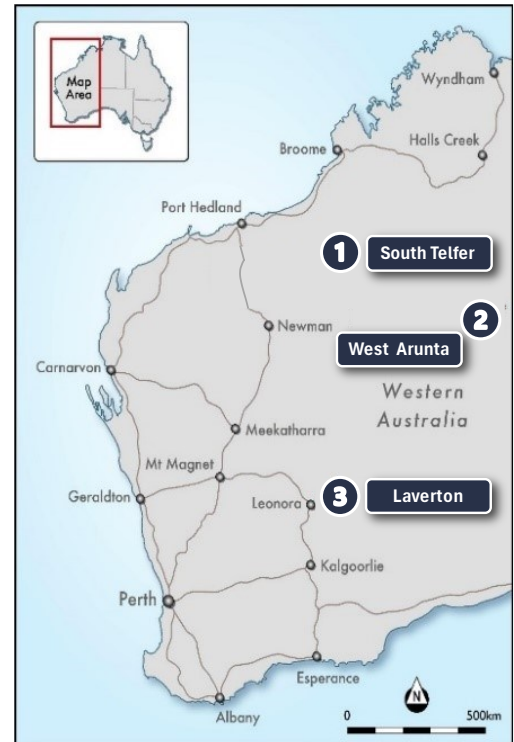 Map
Area
Wyndham
Halls Creek
Broome
Port Hedland
1 South Telfer
2
Newman
West Arunta
Carnarvon
Western
Australia
Meekatharra
Mt Magnet
Geraldton
Leonora
3 Laverton
Kalgoorlie
Perth
Esperance
Albany
N
0 500km